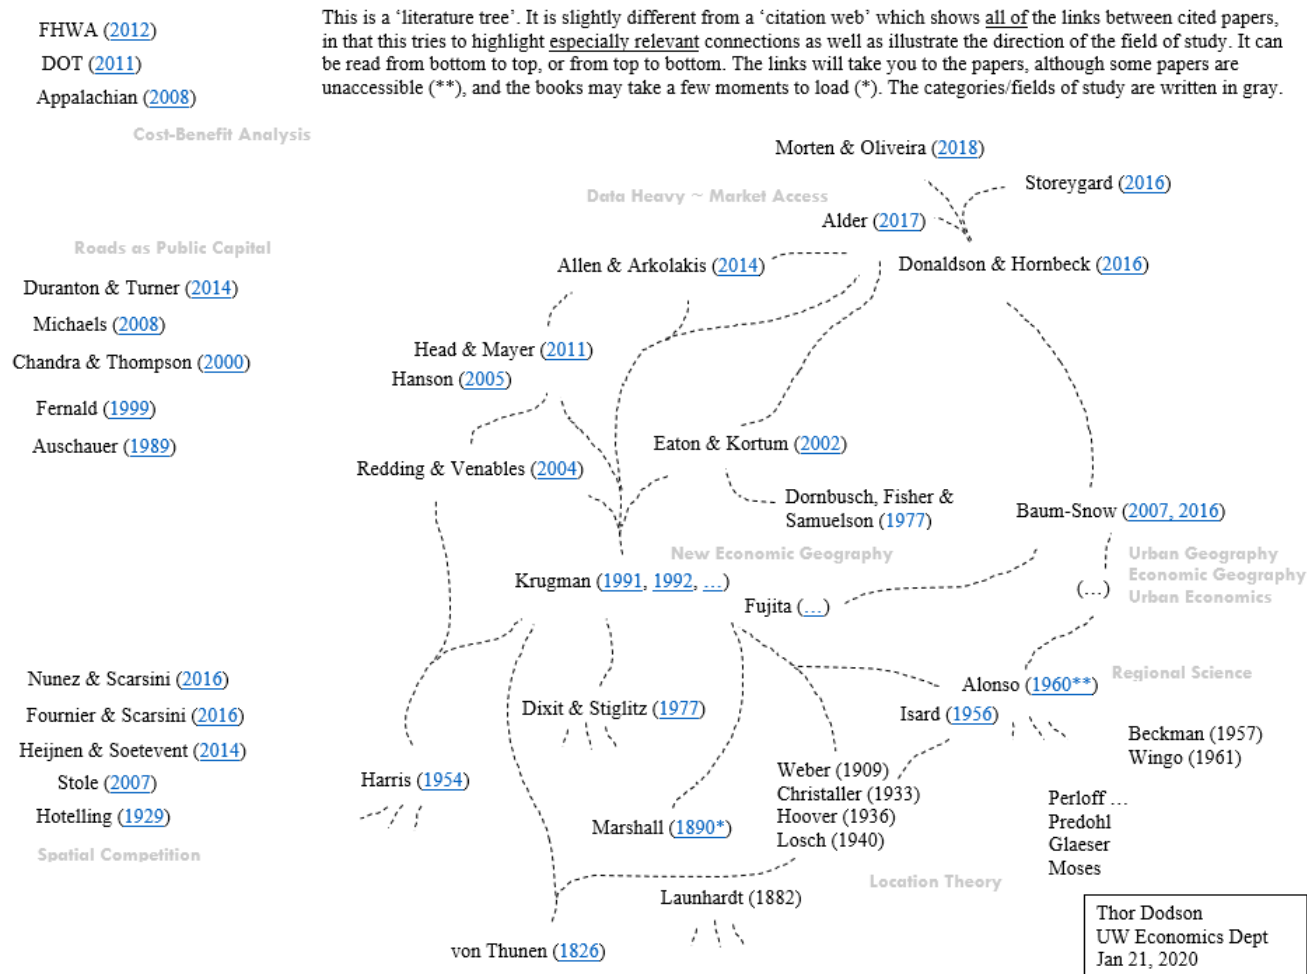 This is a ‘literature tree’. It is slightly different from a ‘citation web’ which shows all of the links between cited papers,
in that this tries to highlight especially relevant connections as well as illustrate the direction of the field of study. It can
be read from bottom to top, or from top to bottom. The links will take you to the papers, although some papers are
unaccessible (**), and the books may take a few moments to load (*). The categories/fields of study are written in gray.
FHWA (2012)
DOT (2011)
Appalachian (2008)
Cost-Benefit Analysis
Roads as Public Capital
Duranton & Turner (2014)
Michaels (2008)
Chandra & Thompson (2000)
Fernald (1999)
Auschauer (1989)
Nunez & Scarsini (2016)
Fournier & Scarsini (2016)
Heijnen & Soetevent (2014)
Stole (2007)
Hotelling (1929)
Spatial Competition
Morten & Oliveira (2018)
Storeygard (2016)
Data Heavy ~ Market Access
Alder (2017)
Allen & Arkolakis (2014)
Donaldson & Hornbeck (2016)
Head & Mayer (2011)
Hanson (2005)
Eaton & Kortum (2002)
Redding & Venables (2004)
Dornbusch, Fisher &
Samuelson (1977)
Baum-Snow (2007, 2016)
New Economic Geography
Urban Geography
Economic Geography
Urban Economics
Krugman (1991, 1992, ...)
Fujita (...)
(...)
Regional Science
Alonso (1960**)
Isard (1956)
Dixit & Stiglitz (1977)
Beckman (1957)
Wingo (1961)
Harris (1954)
Weber (1909)
Christaller (1933)
Hoover (1936)
Losch (1940)
Marshall (1890*)
Perloff ...
Predohl
Glaeser
Moses
Location Theory
Launhardt (1882)
von Thunen (1826)
Thor Dodson
UW Economics Dept
Jan 21, 2020